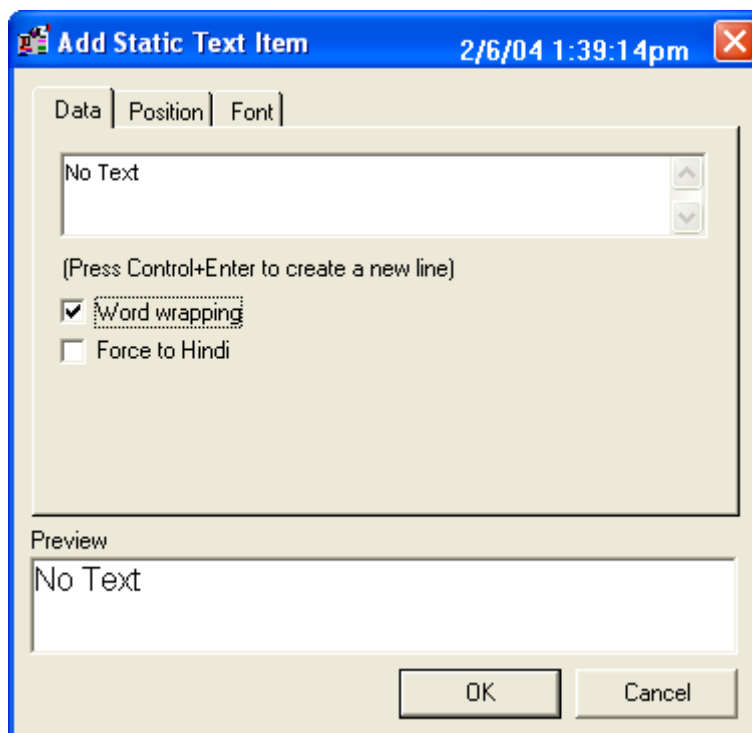 Add Static Text Item 2/6/04 1:39:14pm
Data Position Font
No Text
(Press Control+Enter to create a new line)
Word wrapping
Force to Hindi
Preview
No Text
OK Cancel